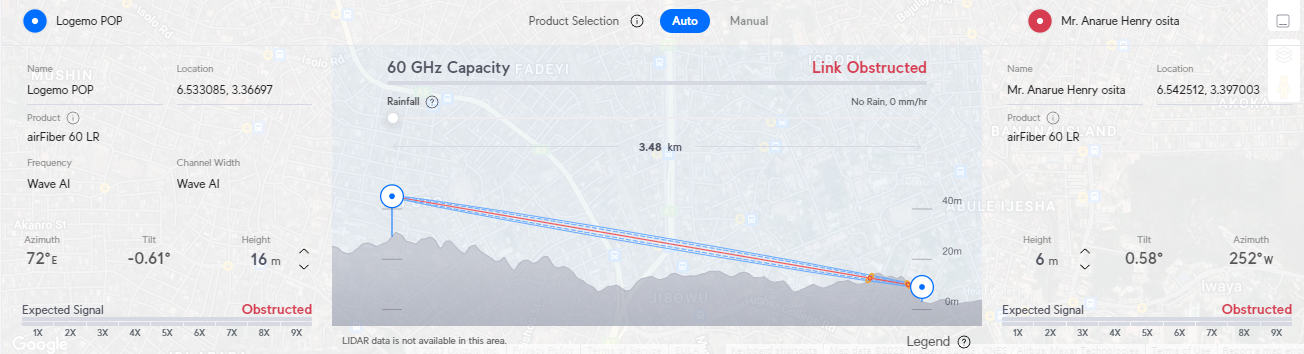 Logemo POP
Product Selection
Auto
Manual
Mr. Anarue Henry osita
Name
Logemo POP
Location
6.533085, 3.36697
Product
airFiber 60 LR
Frequency
Wave AI
Channel Width
Wave AI
Azimuth
72°E
Tilt
-0.61°
Height
16 m
Expected Signal
Obstructed
1X 2X 3X 4X 5X 6X 7X 8X 9X
Google
MUSHIN
Isolo Rd
Akanro St
60 GHz Capacity
Link Obstructed
FADEYI
Rainfall
No Rain, 0 mm/hr
3.48 km
40m
20m
0m
LIDAR data is not available in this area.
Legend
Name
Mr. Anarue Henry osita
Location
6.542512, 3.397003
AKOKA
Product
airFiber 60 LR
ABULE IJESHA
Height
6 m
Tilt
0.58°
Azimuth
252°W
Iwaya
Expected Signal
Obstructed
1X 2X 3X 4X 5X 6X 7X 8X 9X